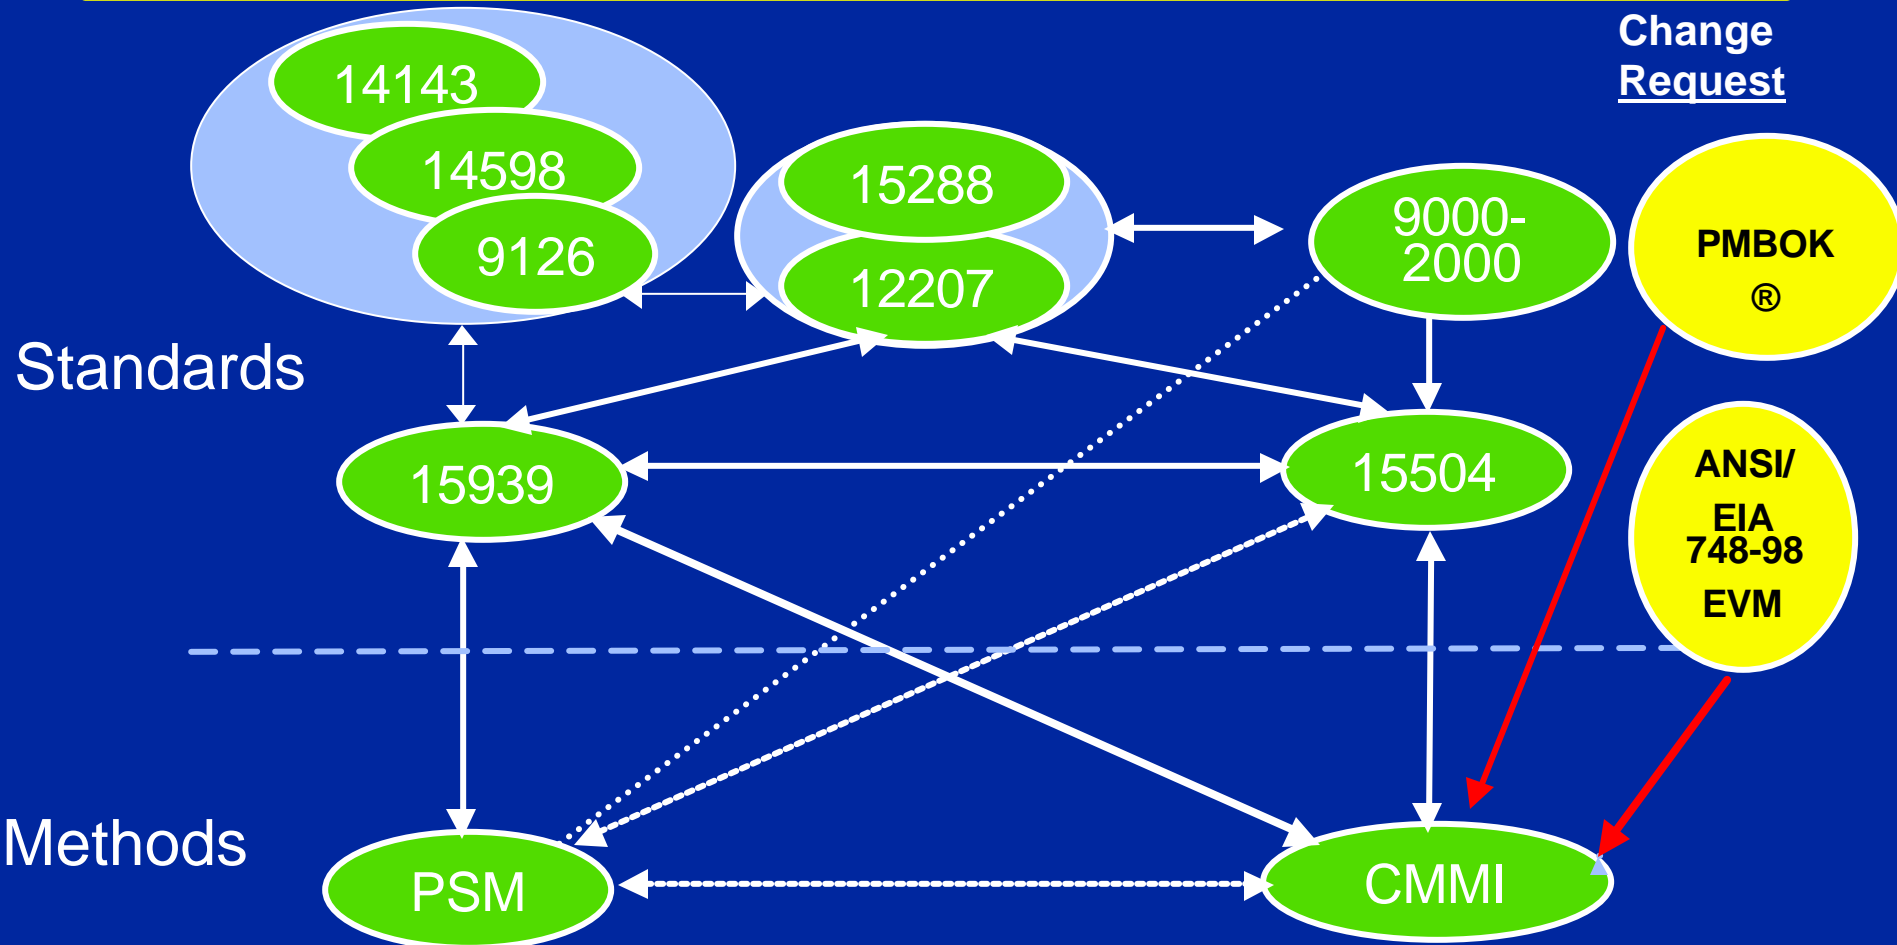 Change
Request
14143
14598
9126
15288
12207
9000-
2000
PMBOK
®
Standards
15939
15504
ANSI/
EIA
748-98
EVM
Methods
PSM
CMMI